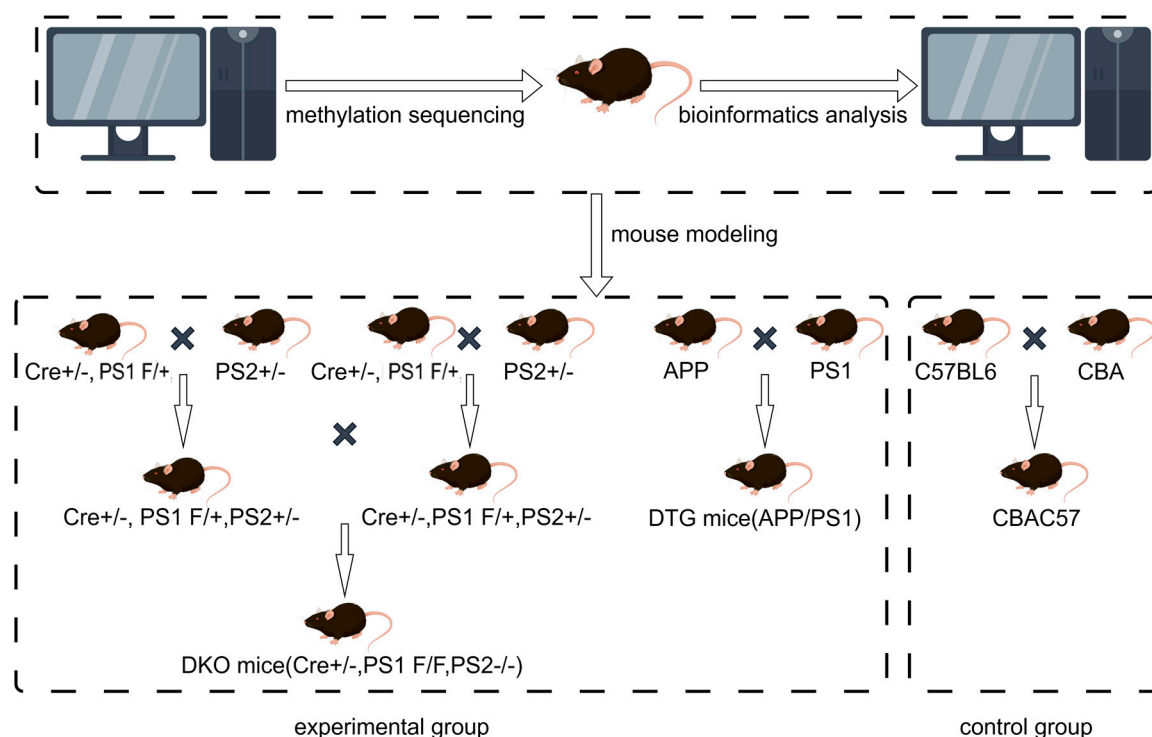 methylation sequencing
bioinformatics analysis
mouse modeling
Cre+/-, PS1 F/+,
PS2+/-
Cre+/-, PS1 F/+,
PS2+/-
APP
PS1
C57BL6
CBA
Cre+/-, PS1 F/+,PS2+/-
Cre+/-,PS1 F/+,PS2+/-
DTG mice(APP/PS1)
CBAC57
DKO mice(Cre+/-,PS1 F/F,PS2-/-)
experimental group
control group